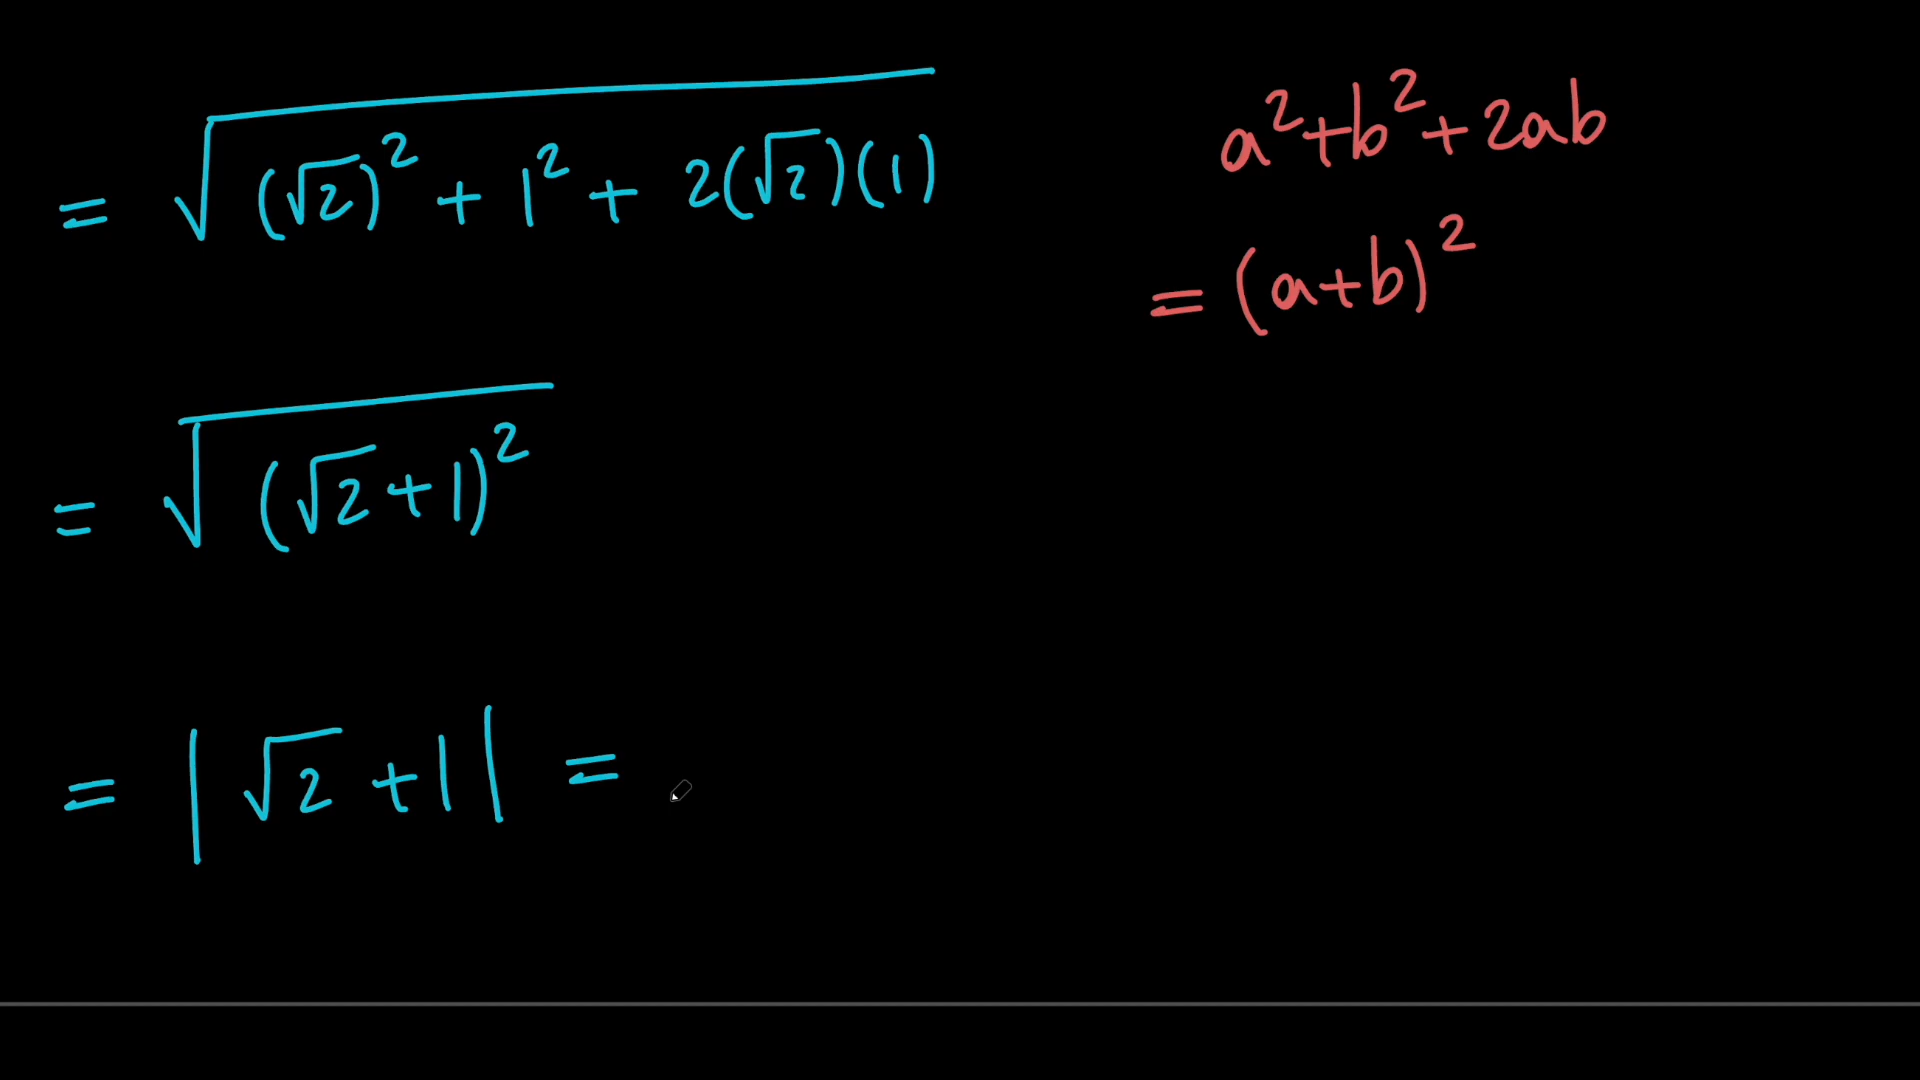 = √((√2)² + 1² + 2(√2)(1))
= √((√2+1)²)
= |√2 +1| =
a²+b²+2ab
= (a+b)²